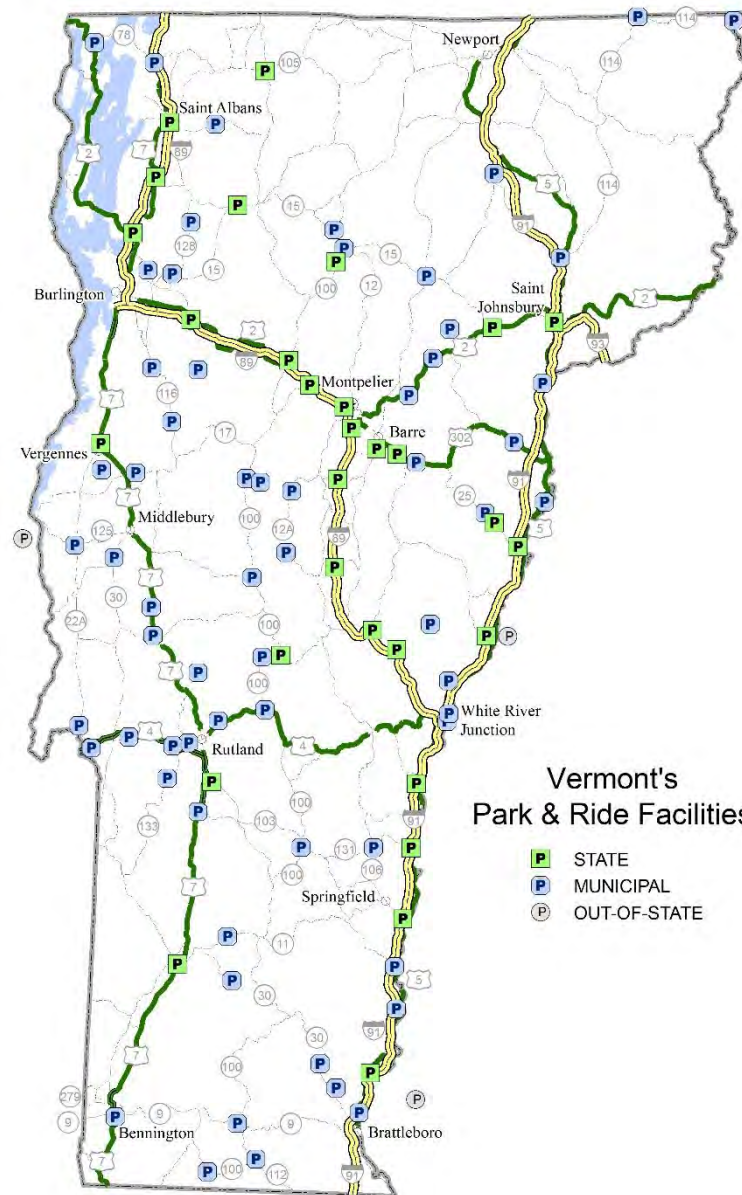 114
114
78
Newport
105
114
Saint Albans
2
7
89
5
114
15
91
128
15
15
100
12
Burlington
Saint
Johnsbury
2
2
2
89
93
Montpelier
116
7
17
Barre
302
Vergennes
91
7
100
25
Middlebury
12A
5
125
89
30
7
22A
100
7
100
White River
Junction
4
Rutland
4
Vermont's
Park & Ride Facilities
100
91
133
103
131
100
106
P STATE
P MUNICIPAL
P OUT-OF-STATE
7
Springfield
11
5
30
91
30
7
100
279
9
9
9
Bennington
Brattleboro
7
100
112
91